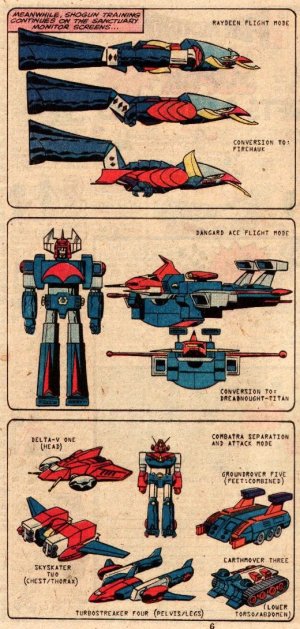 MEANWHILE, SHOGUN TRAINING
CONTINUES ON THE SANCTUARY
MONITOR SCREENS...
RAYDEEN FLIGHT MODE
CONVERSION TO:
FIREHAWK
DANGARD ACE FLIGHT MODE
CONVERSION TO:
DREADNOUGHT-TITAN
DELTA-V ONE
(HEAD)
COMBATRA SEPARATION
AND ATTACK MODE
GROUNDROVER FIVE
(FEET:COMBINED)
SKYSKATER
TWO
(CHEST/THORAX)
EARTHMOVER THREE
(LOWER
TORSO/ABDOMEN)
TURBOSTREAKER FOUR (PELVIS/LEGS)
6